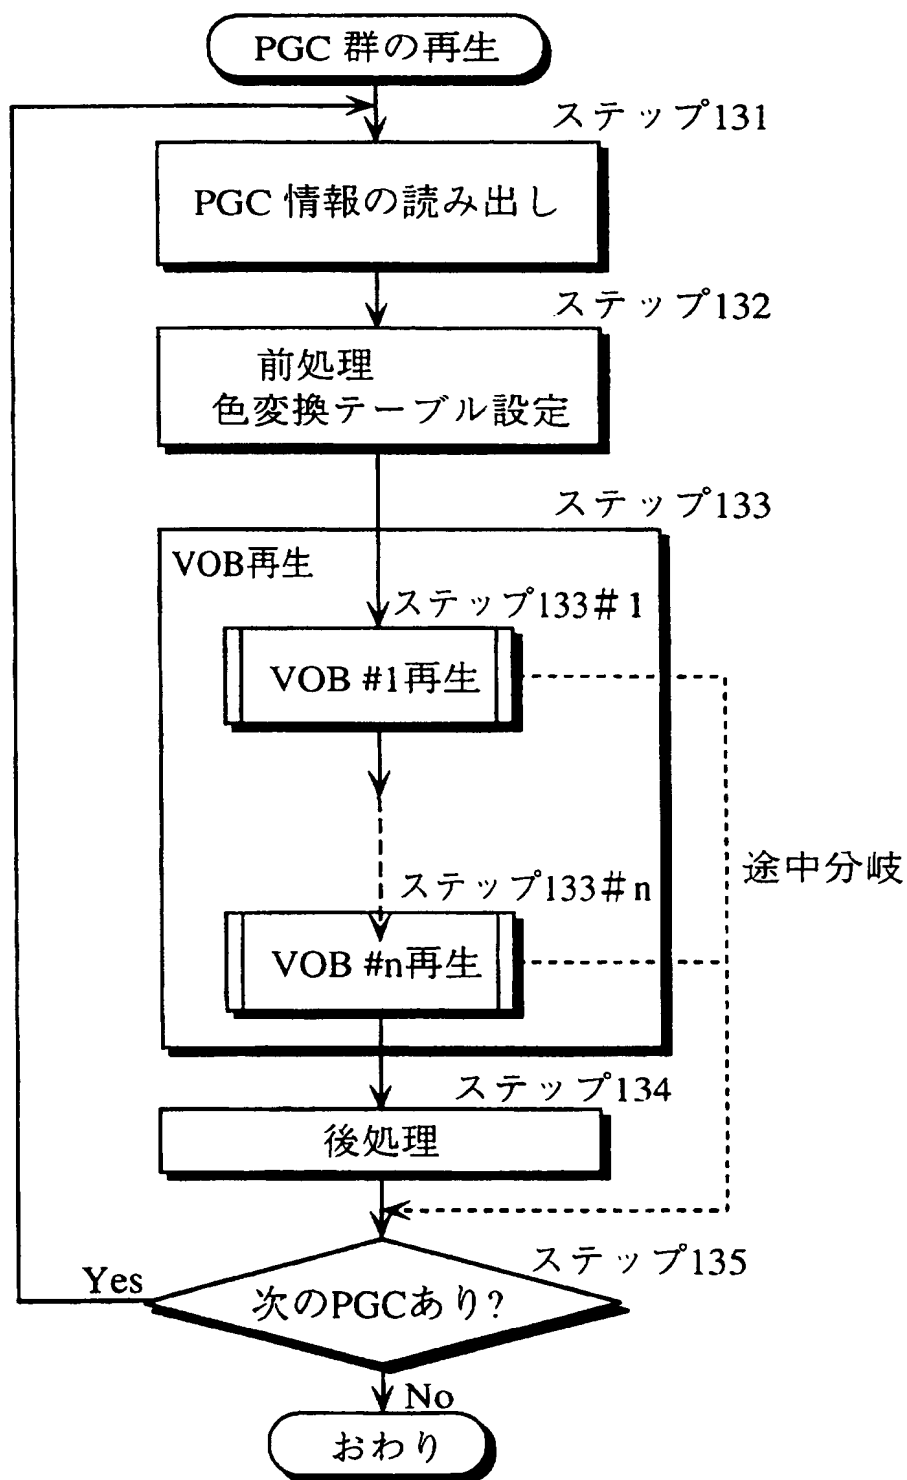 PGC 群の再生
ステップ131
PGC 情報の読み出し
ステップ132
前処理
色変換テーブル設定
ステップ133
VOB再生
ステップ133#1
VOB #1再生
途中分岐
ステップ133#n
VOB #n再生
ステップ134
後処理
ステップ135
Yes
次のPGCあり?
No
おわり